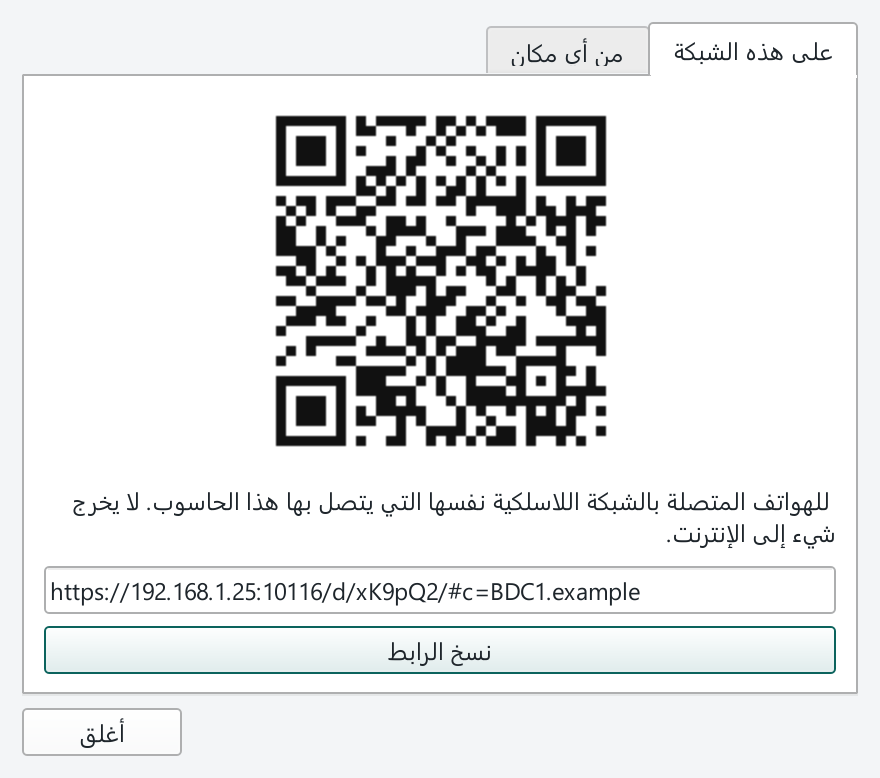 على هذه الشبكة
من أي مكان
للهواتف المتصلة بالشبكة اللاسلكية نفسها التي يتصل بها هذا الحاسوب. لا يخرج
شيء إلى الإنترنت.
https://192.168.1.25:10116/d/xK9pQ2/#c=BDC1.example
نسخ الرابط
أغلق